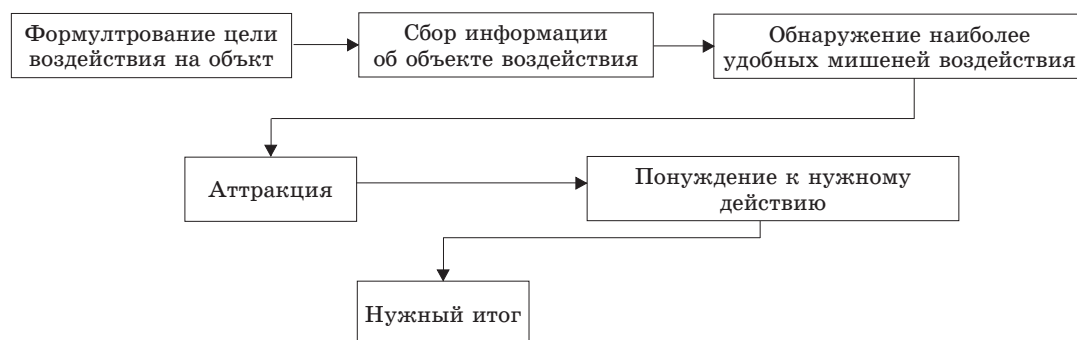 Формултрование цели
воздействия на объкт
Сбор информации
об объекте воздействия
Обнаружение наиболее
удобных мишеней воздействия
Аттракция
Понуждение к нужному
действию
Нужный итог